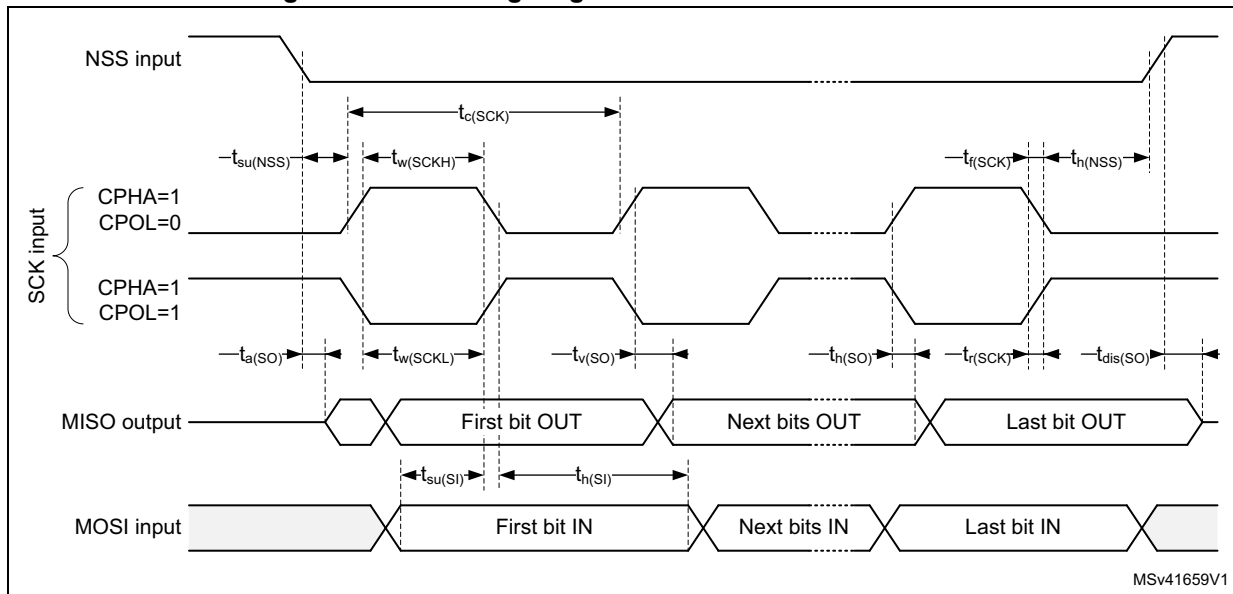 NSS input
tc(SCK)
tsu(NSS)
tw(SCKH)
tf(SCK)
th(NSS)
SCK input
CPHA=1
CPOL=0
CPHA=1
CPOL=1
ta(SO)
tw(SCKL)
tv(SO)
th(SO)
tr(SCK)
tdis(SO)
MISO output
First bit OUT
Next bits OUT
Last bit OUT
tsu(SI)
th(SI)
MOSI input
First bit IN
Next bits IN
Last bit IN
MSv41659V1